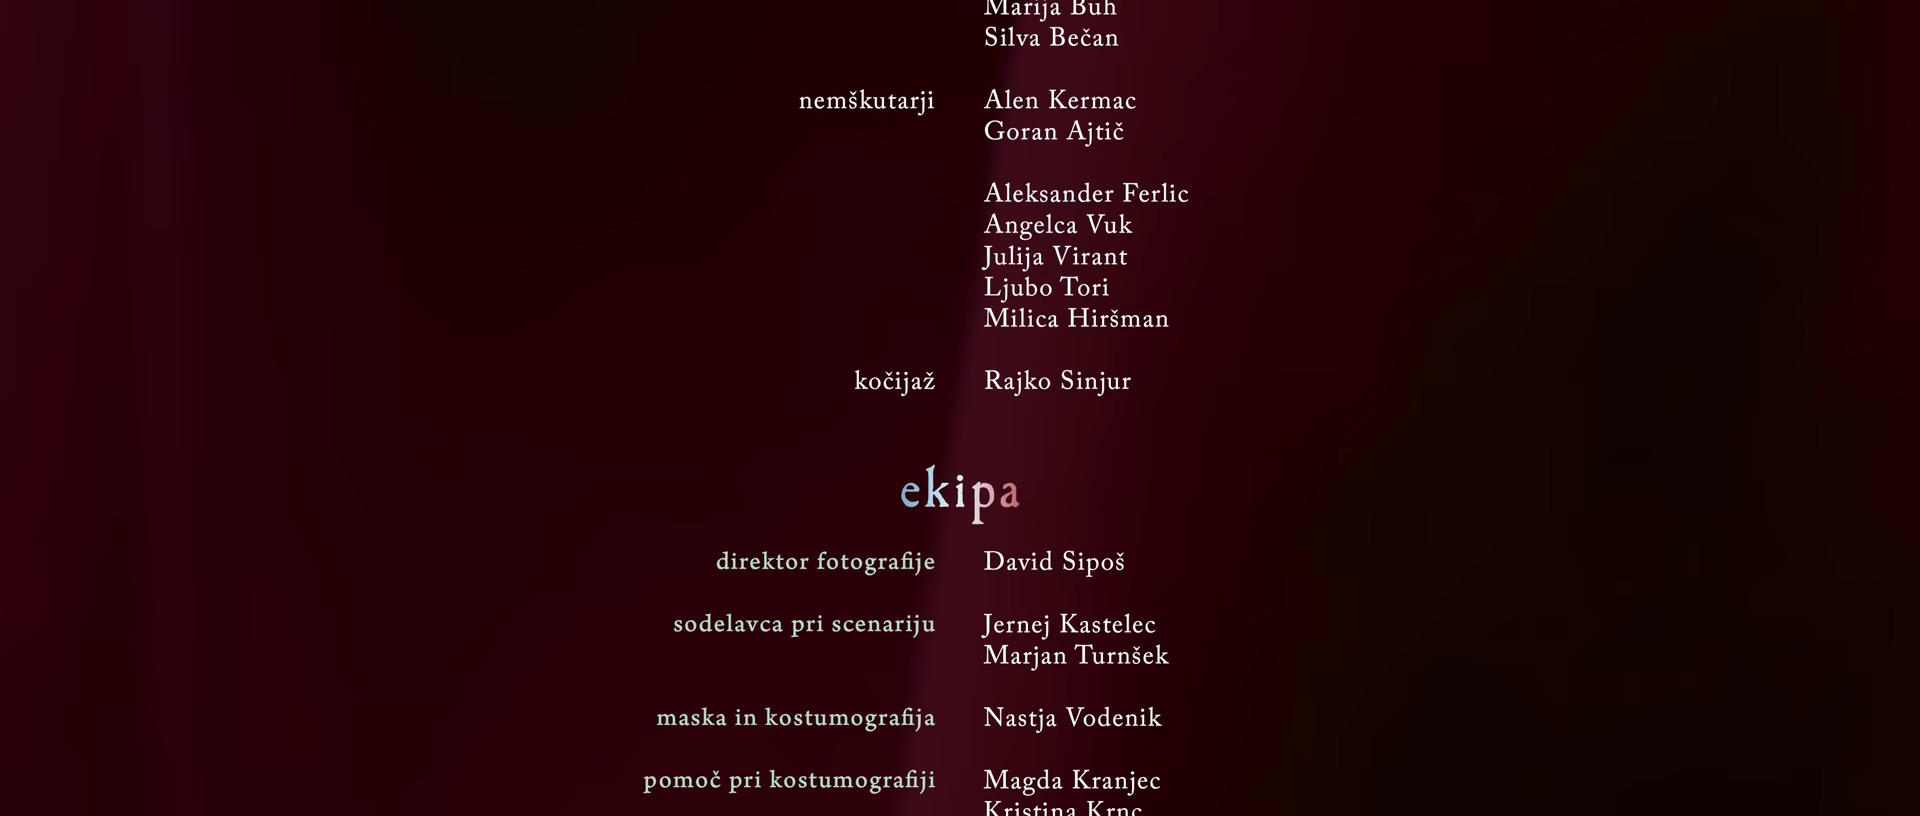 Marija Buh
Silva Bečan
nemškutarji Alen Kermac
Goran Ajtič
Aleksander Ferlic
Angelca Vuk
Julija Virant
Ljubo Tori
Milica Hiršman
kočijaž Rajko Sinjur
ekipa
direktor fotografije David Sipoš
sodelavca pri scenariju Jernej Kastelec
Marjan Turnšek
maska in kostumografija Nastja Vodenik
pomoč pri kostumografiji Magda Kranjec
Kristina Krnc